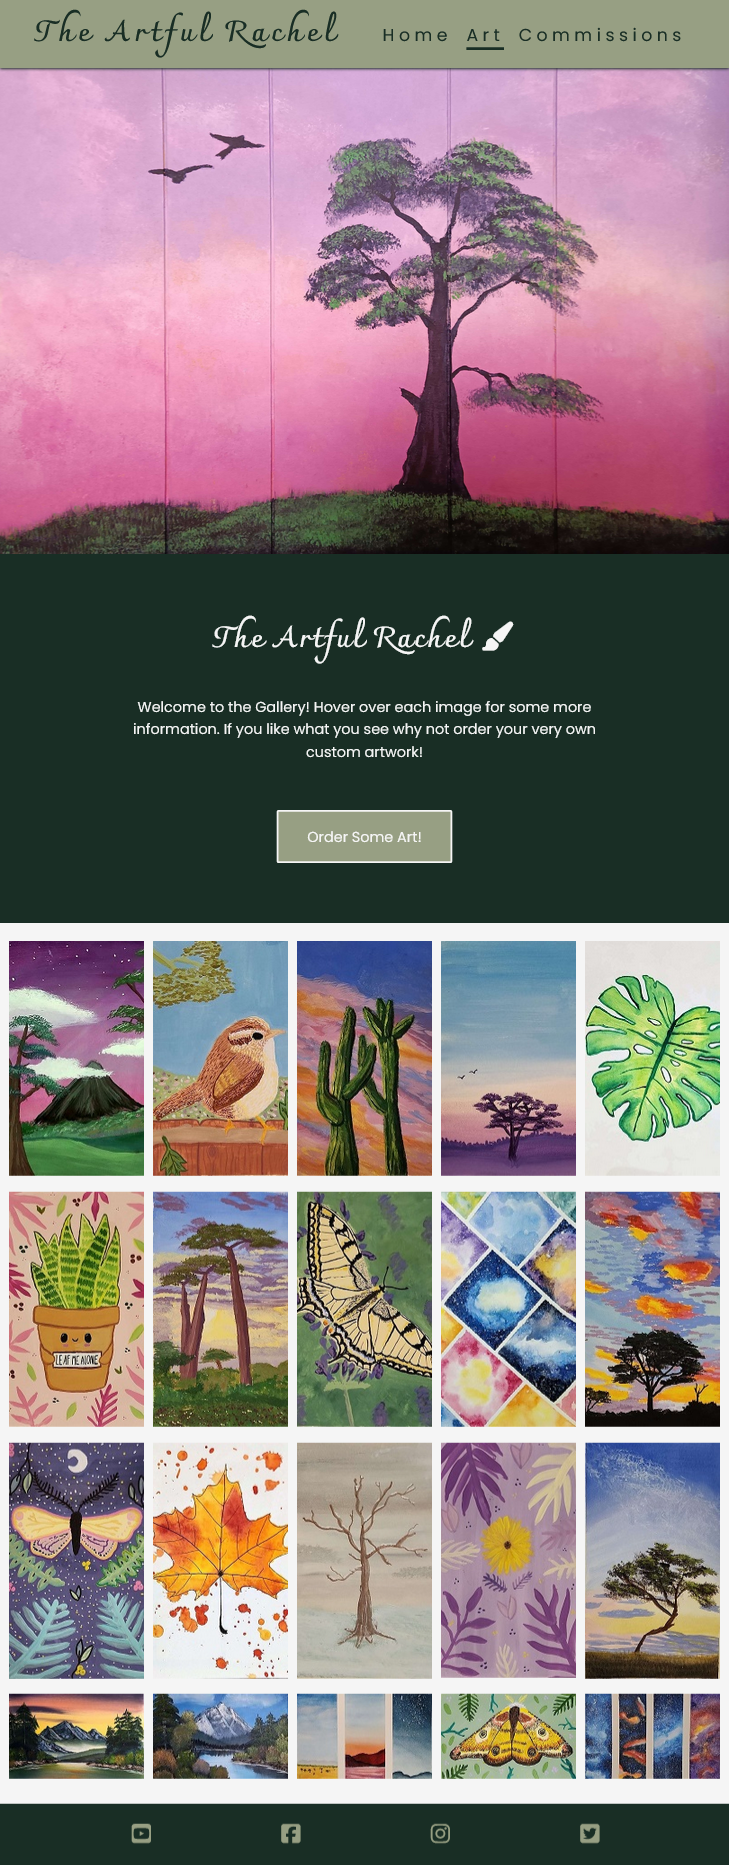 The Artful Rachel
Home Art Commissions
The Artful Rachel
Welcome to the Gallery! Hover over each image for some more
information. If you like what you see why not order your very own
custom artwork!
Order Some Art!
LEAF ME ALONE